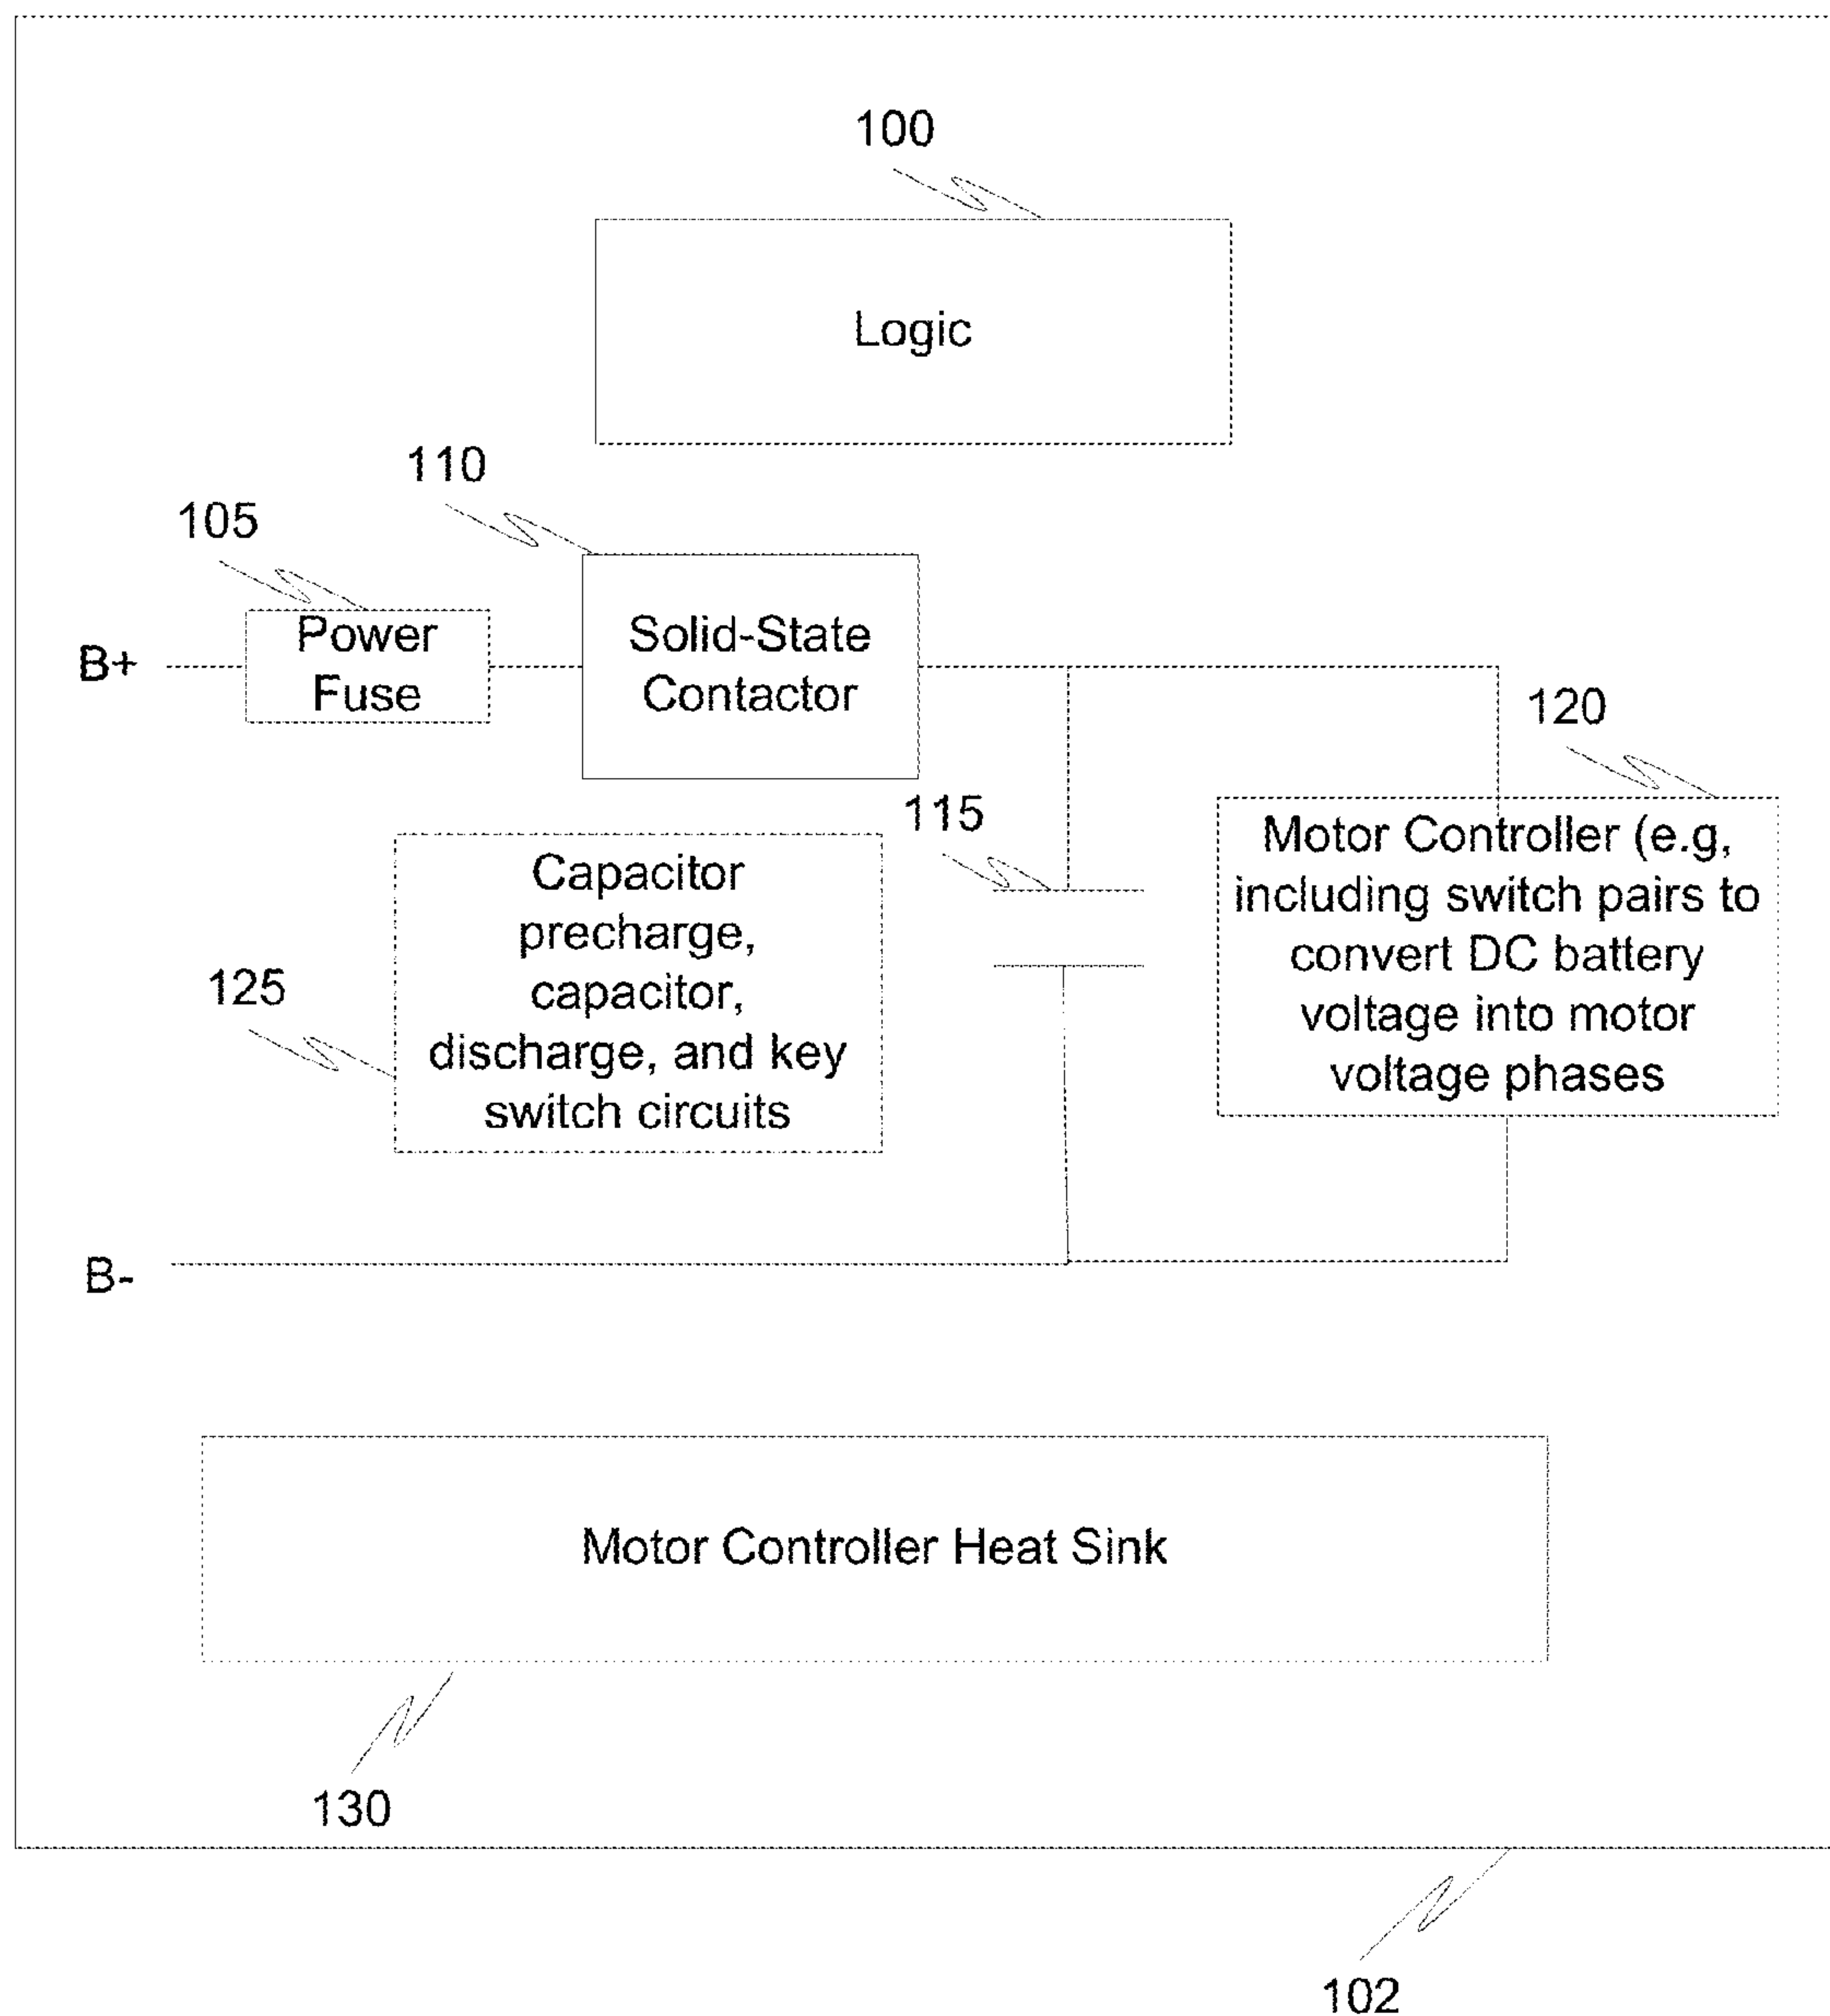 100
Logic
110
105
Power
Fuse
Solid-State
Contactor
B+
120
115
Motor Controller (e.g,
including switch pairs to
convert DC battery
voltage into motor
voltage phases
Capacitor
precharge,
capacitor,
discharge, and key
switch circuits
125
B-
Motor Controller Heat Sink
130
102